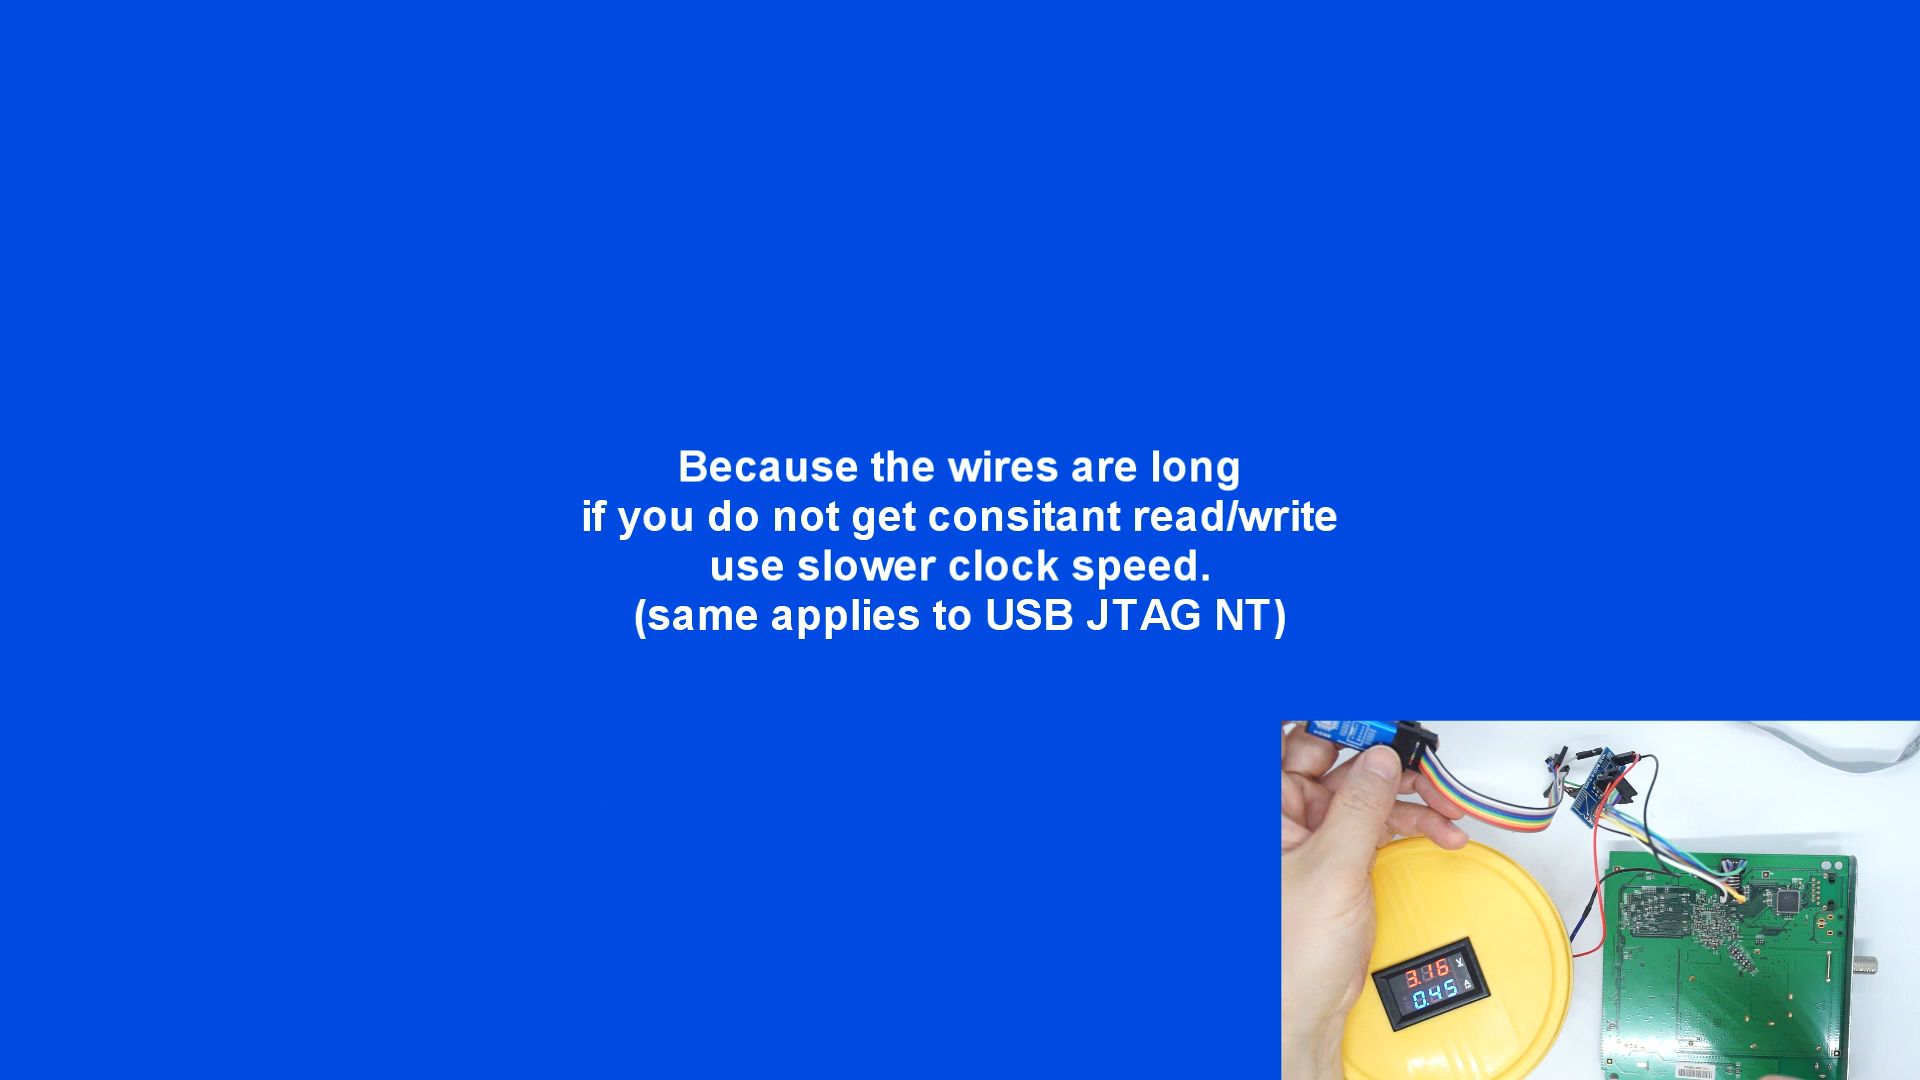 Because the wires are long
if you do not get consitant read/write
use slower clock speed.
(same applies to USB JTAG NT)
3.16 V
0.45 A